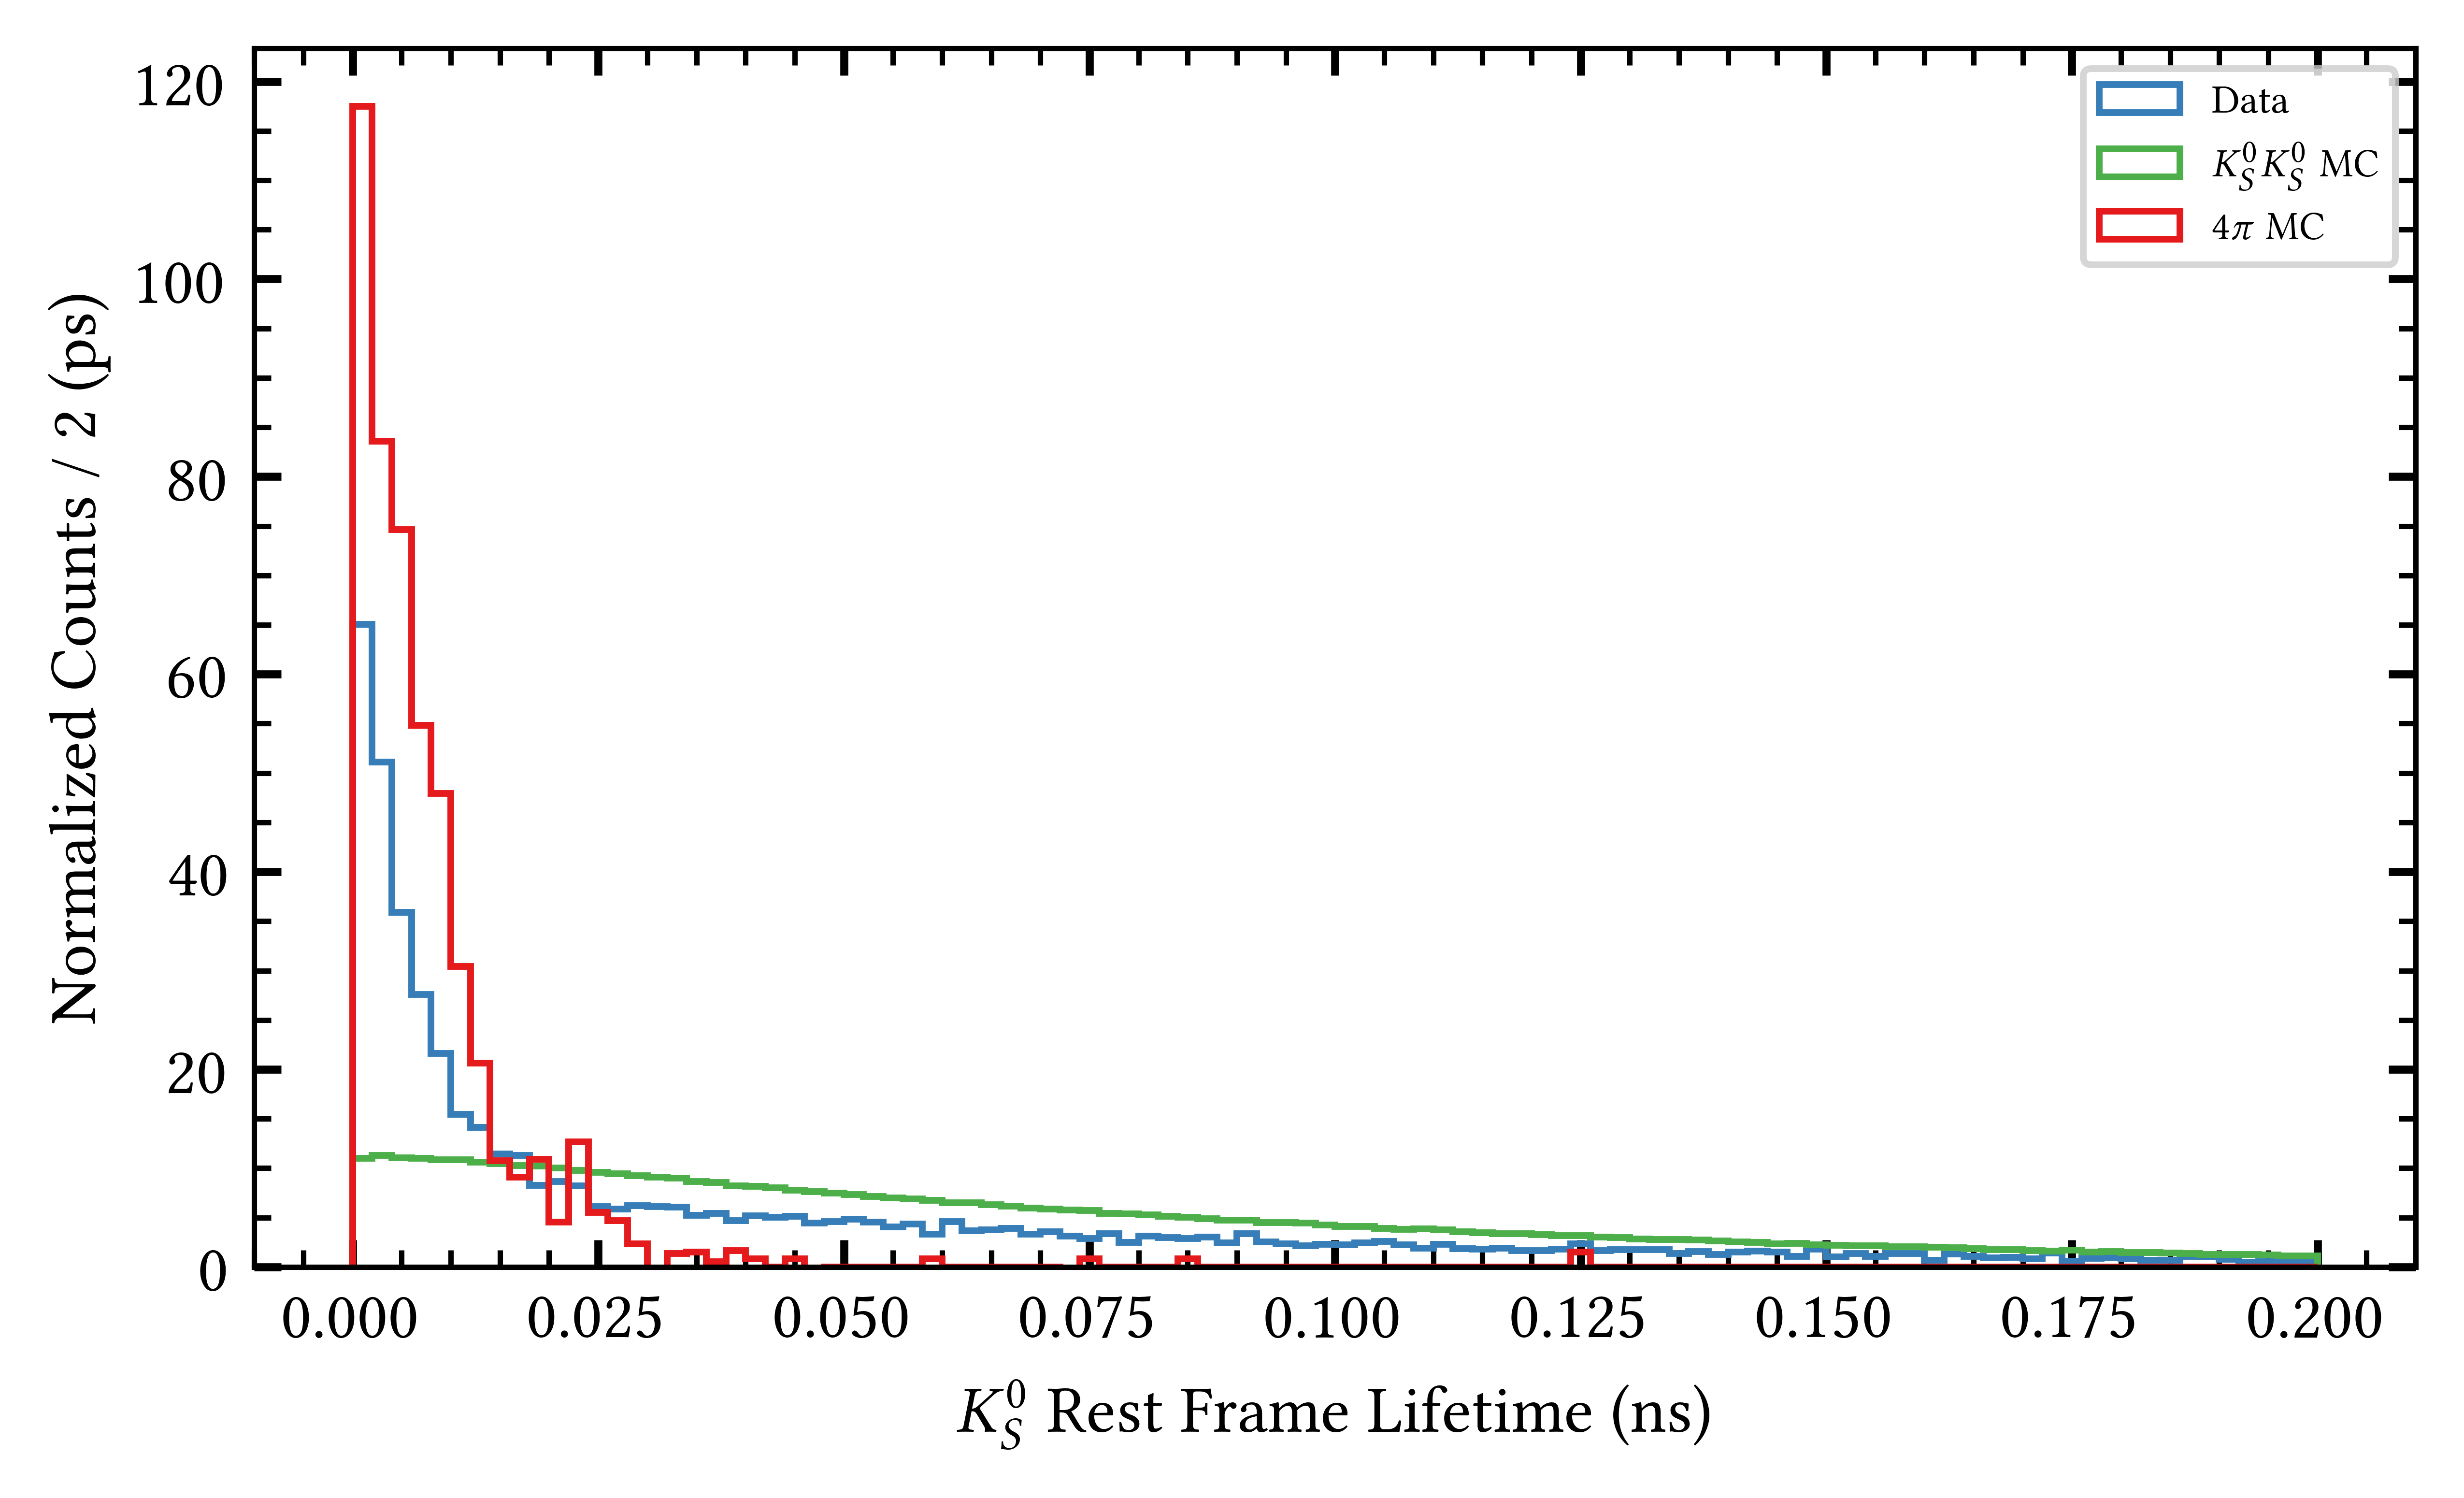 120
100
80
60
40
20
0
Normalized Counts / 2 (ps)
Data
K_S^0 K_S^0 MC
4π MC
0.000 0.025 0.050 0.075 0.100 0.125 0.150 0.175 0.200
K_S^0 Rest Frame Lifetime (ns)